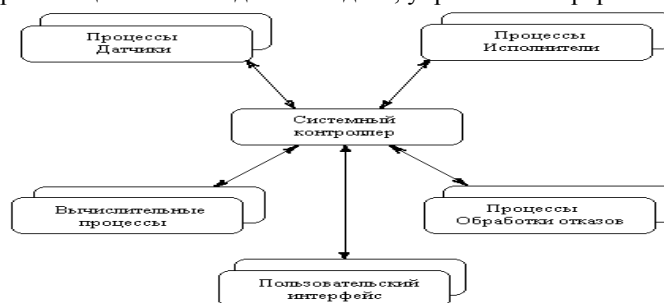 Процессы
Датчики
Процессы
Исполнители
Системный
контроллер
Вычислительные
процессы
Процессы
Обработки отказов
Пользовательский
интерфейс